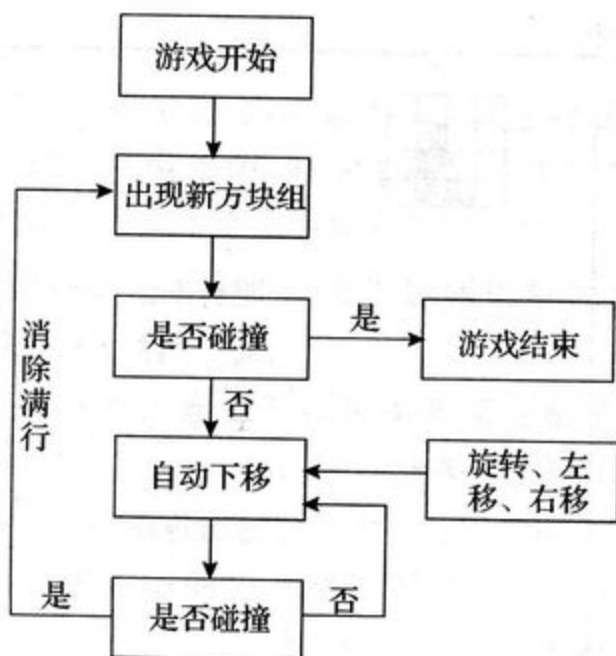 游戏开始
出现新方块组
是否碰撞
是
游戏结束
否
消除满行
自动下移
旋转、左
移、右移
是
是否碰撞
否